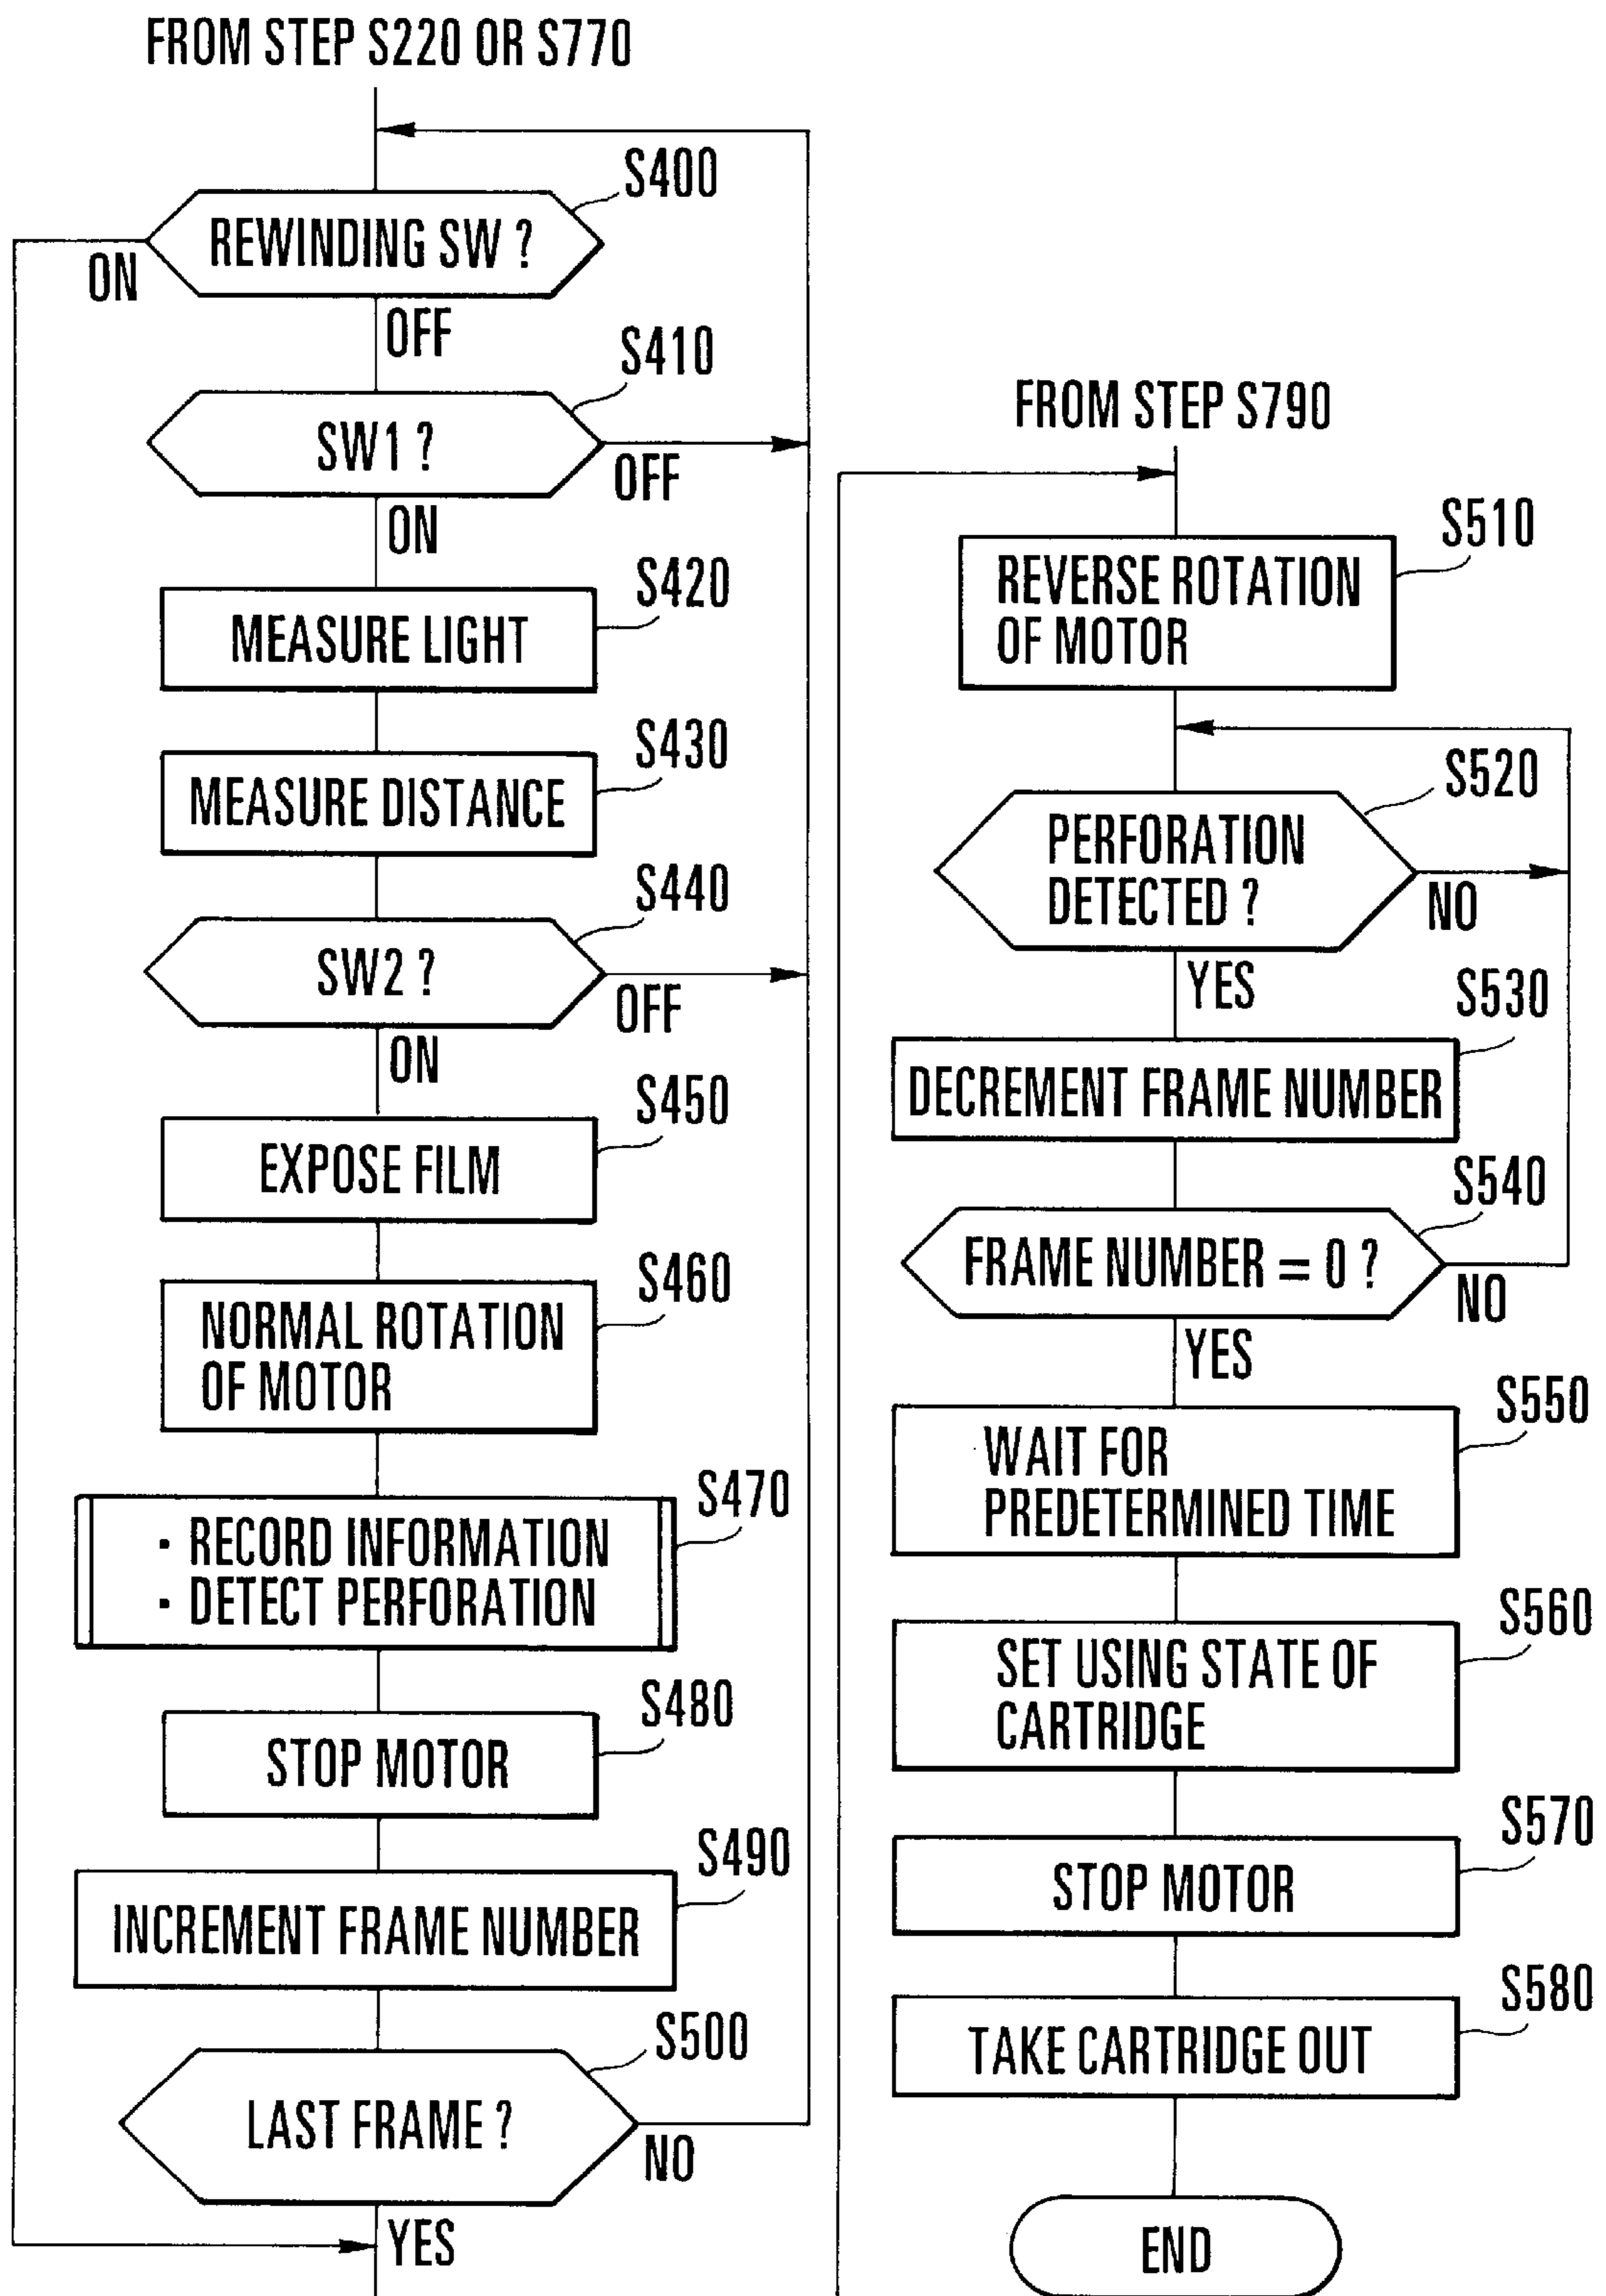 FROM STEP S220 OR S770
S400
REWINDING SW ?
ON
OFF
S410
SW1 ?
OFF
ON
S420
MEASURE LIGHT
S430
MEASURE DISTANCE
S440
SW2 ?
OFF
ON
S450
EXPOSE FILM
S460
NORMAL ROTATION
OF MOTOR
S470
· RECORD INFORMATION
· DETECT PERFORATION
S480
STOP MOTOR
S490
INCREMENT FRAME NUMBER
S500
LAST FRAME ?
NO
YES
FROM STEP S790
S510
REVERSE ROTATION
OF MOTOR
S520
PERFORATION
DETECTED ?
NO
YES
S530
DECREMENT FRAME NUMBER
S540
FRAME NUMBER = 0 ?
NO
YES
S550
WAIT FOR
PREDETERMINED TIME
S560
SET USING STATE OF
CARTRIDGE
S570
STOP MOTOR
S580
TAKE CARTRIDGE OUT
END